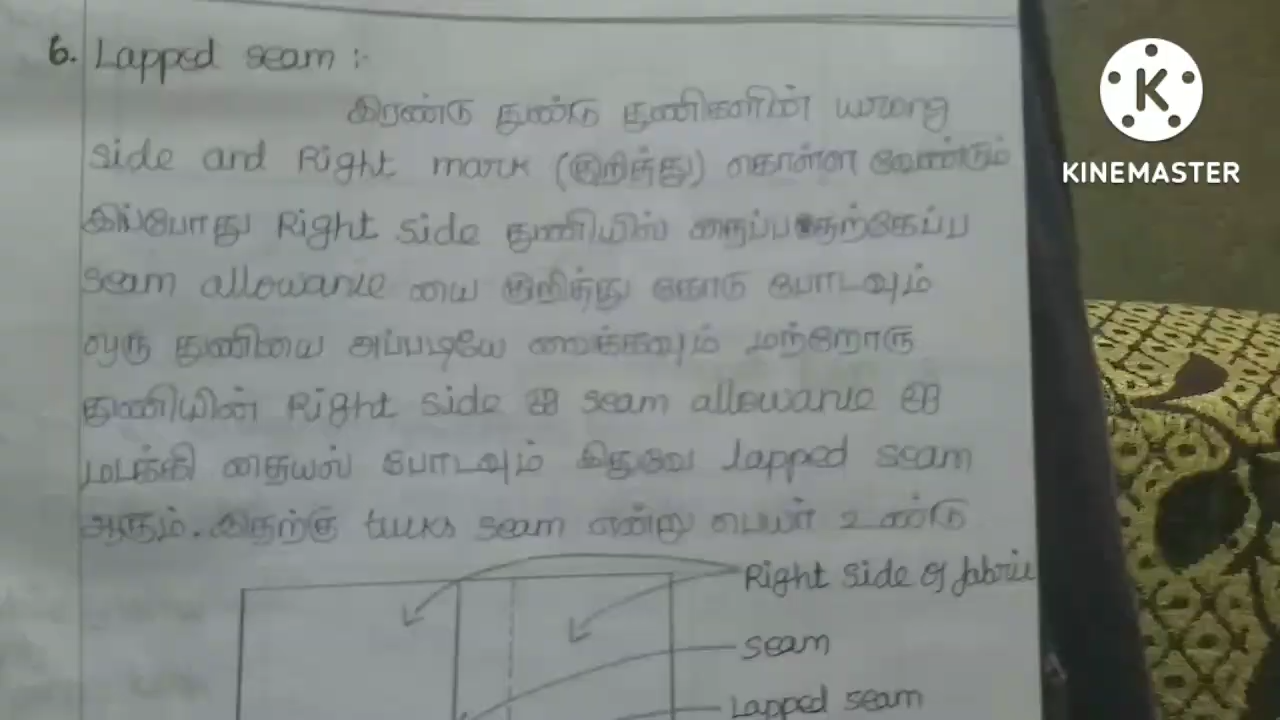 6. Lapped seam :-
இரண்டு துண்டு துணிகளின் wrong
side and Right mark (குறித்து) கொள்ள வேண்டும்
இப்போது Right side துணியில் தைப்பதற்கேப்ப
seam allowance யை குறித்து கோடு போடவும்
ஒரு துணியை அப்படியே வைக்கவும் மற்றோரு
துணியின் Right side ஐ seam allowance ஐ
மடக்கி தையல் போடவும் இதுவே lapped seam
ஆகும். இதற்கு tucks seam என்று பெயர் உண்டு
Right side of fabric
seam
Lapped seam
K
KINEMASTER